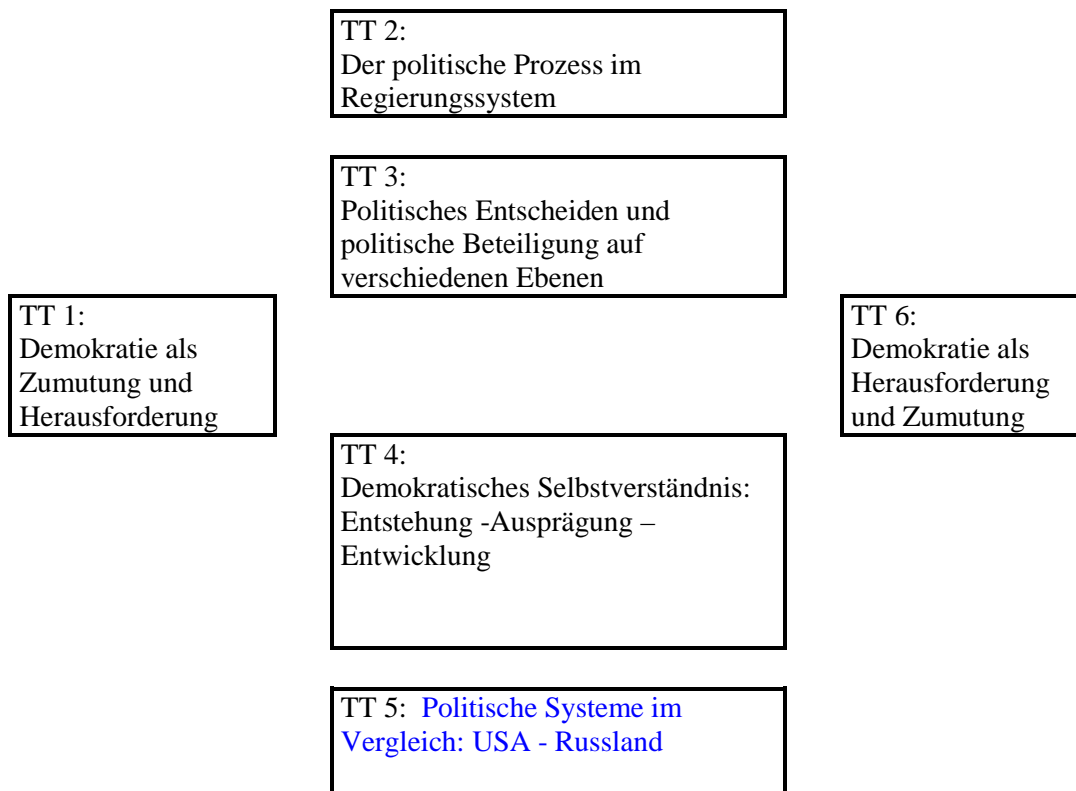 TT 2:
Der politische Prozess im
Regierungssystem
TT 3:
Politisches Entscheiden und
politische Beteiligung auf
verschiedenen Ebenen
TT 1:
Demokratie als
Zumutung und
Herausforderung
TT 6:
Demokratie als
Herausforderung
und Zumutung
TT 4:
Demokratisches Selbstverständnis:
Entstehung -Ausprägung –
Entwicklung
TT 5: Politische Systeme im
Vergleich: USA - Russland